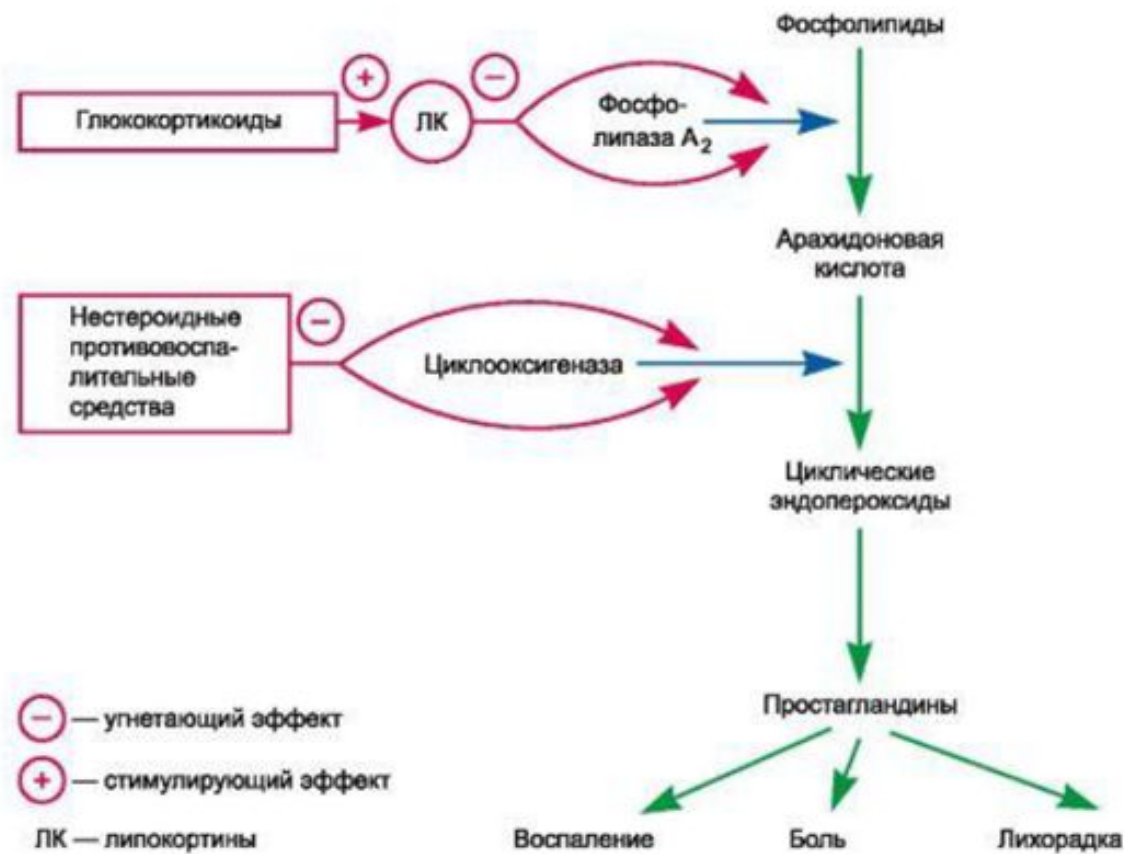 Фосфолипиды
+
−
Глюкокортикоиды
ЛК
Фосфо-
липаза А2
Арахидоновая
кислота
−
Нестероидные
противовоспа-
лительные
средства
Циклооксигеназа
Циклические
эндопероксиды
Простагландины
− — угнетающий эффект
+ — стимулирующий эффект
ЛК — липокортины
Воспаление
Боль
Лихорадка